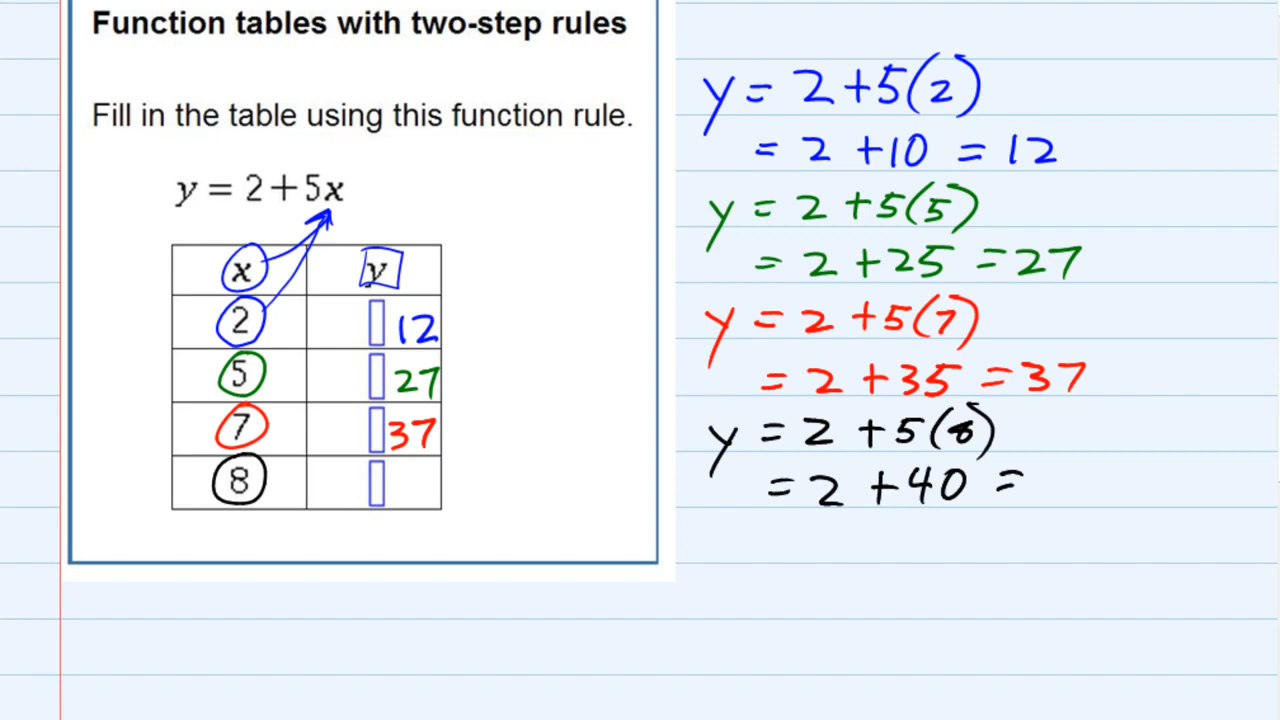 Function tables with two-step rules
Fill in the table using this function rule.
y = 2+5x
x y
2 12
5 27
7 37
8
y = 2+5(2)
= 2 +10 = 12
y = 2 +5(5)
= 2 +25 =27
y = 2 +5(7)
= 2 +35 =37
y = 2 +5(8)
= 2 +40 =